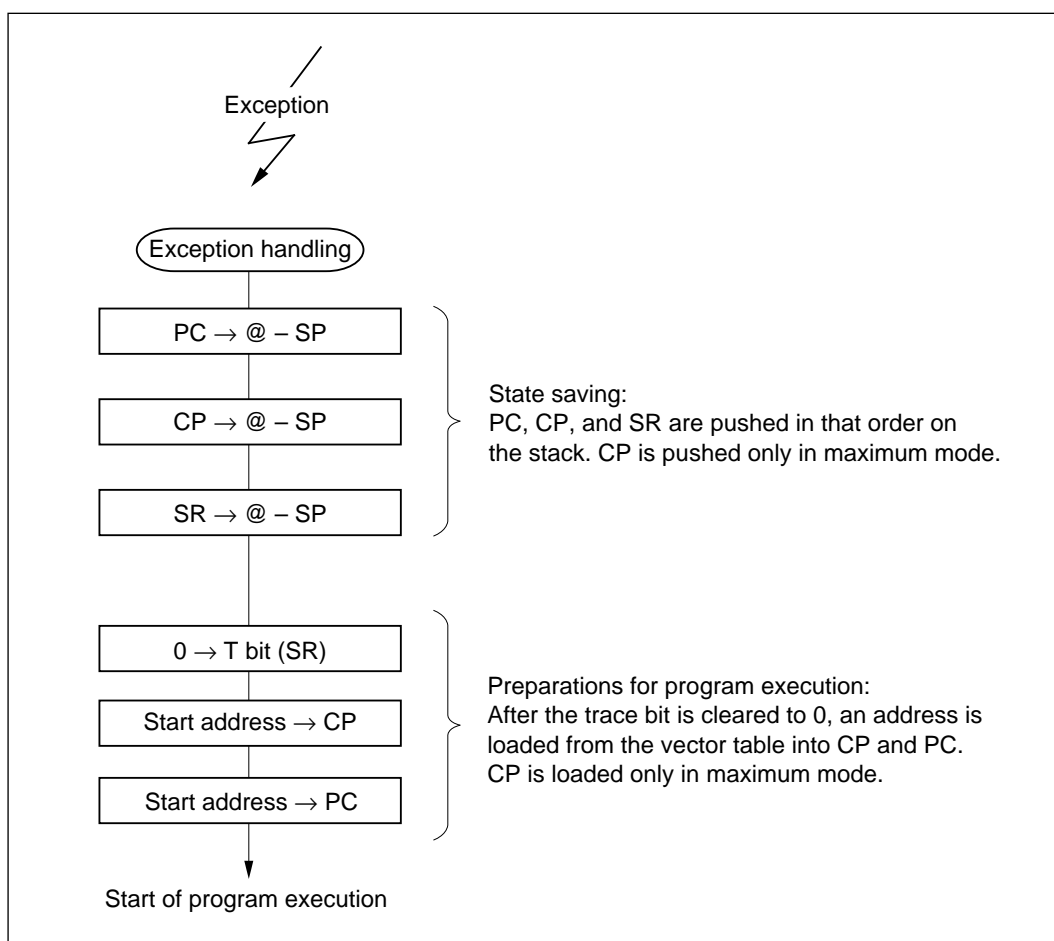 Exception
Exception handling
PC → @ – SP
CP → @ – SP
SR → @ – SP
State saving:
PC, CP, and SR are pushed in that order on
the stack. CP is pushed only in maximum mode.
0 → T bit (SR)
Start address → CP
Start address → PC
Preparations for program execution:
After the trace bit is cleared to 0, an address is
loaded from the vector table into CP and PC.
CP is loaded only in maximum mode.
Start of program execution